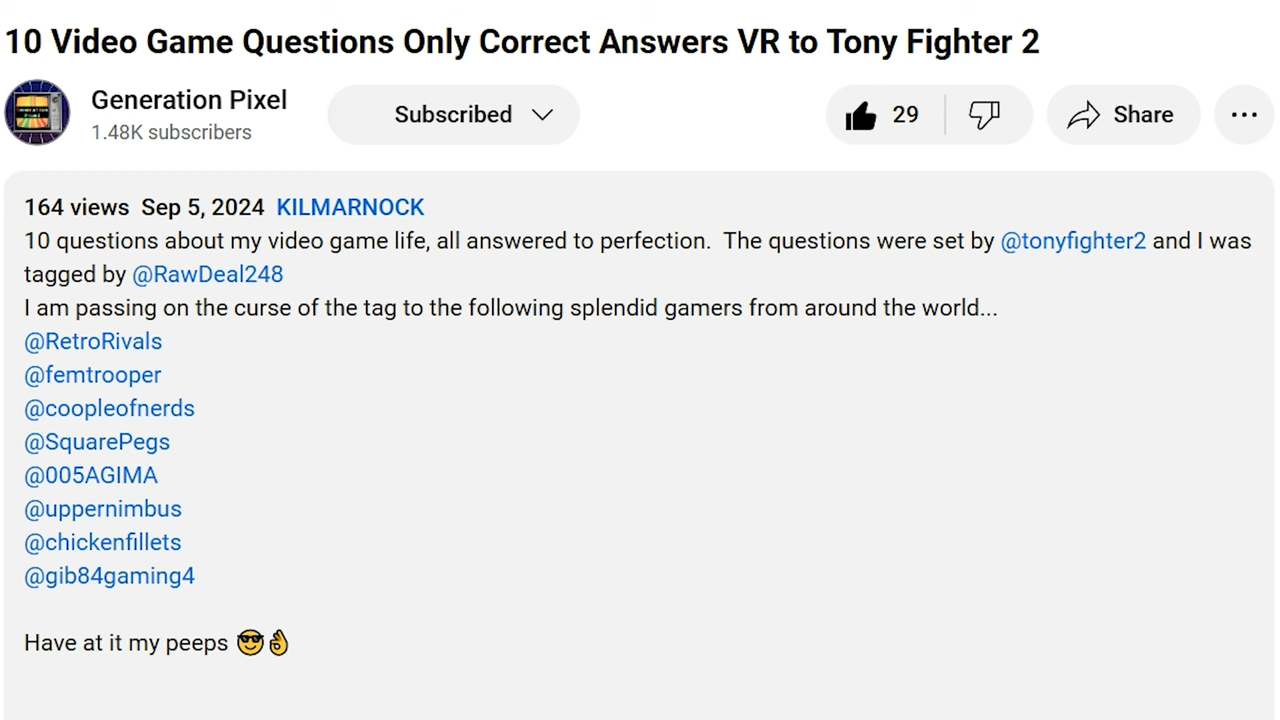 10 Video Game Questions Only Correct Answers VR to Tony Fighter 2
Generation Pixel
1.48K subscribers
Subscribed
29
Share
164 views Sep 5, 2024 KILMARNOCK
10 questions about my video game life, all answered to perfection. The questions were set by @tonyfighter2 and I was
tagged by @RawDeal248
I am passing on the curse of the tag to the following splendid gamers from around the world...
@RetroRivals
@femtrooper
@coopleofnerds
@SquarePegs
@005AGIMA
@uppernimbus
@chickenfillets
@gib84gaming4
Have at it my peeps 😎👌